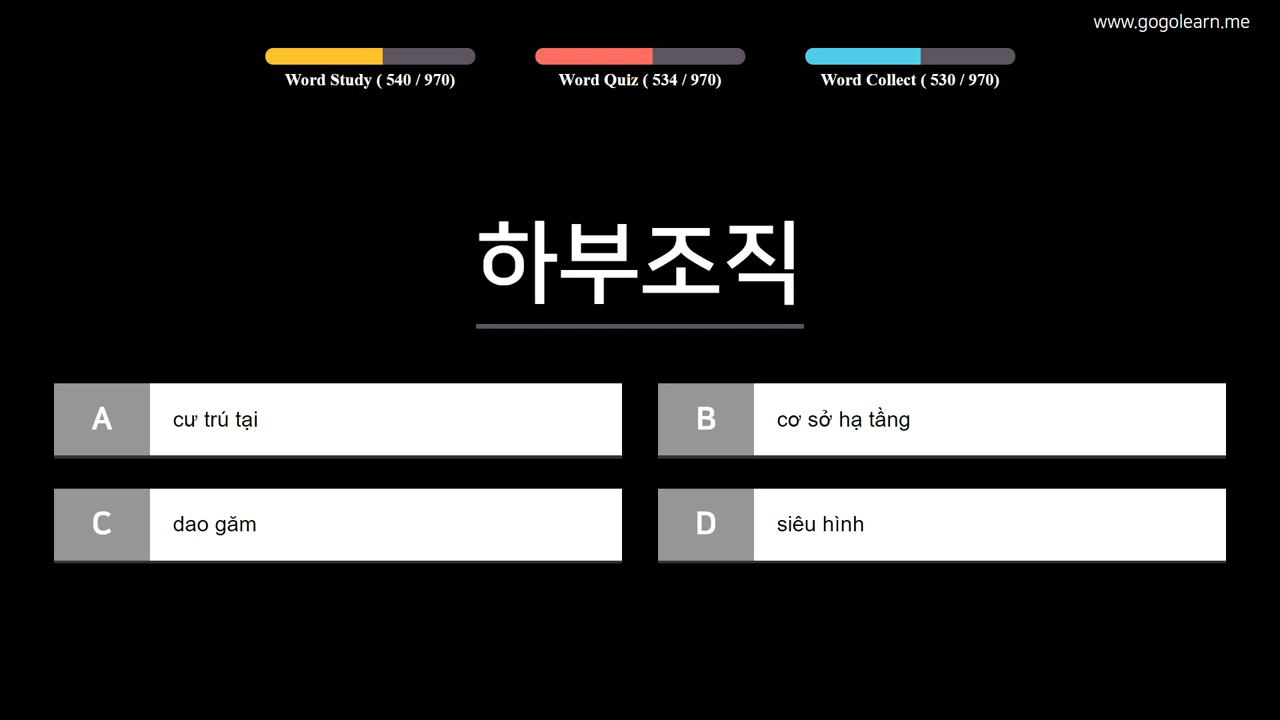 www.gogolearn.me
Word Study ( 540 / 970)
Word Quiz ( 534 / 970)
Word Collect ( 530 / 970)
하부조직
A cư trú tại
B cơ sở hạ tầng
C dao găm
D siêu hình